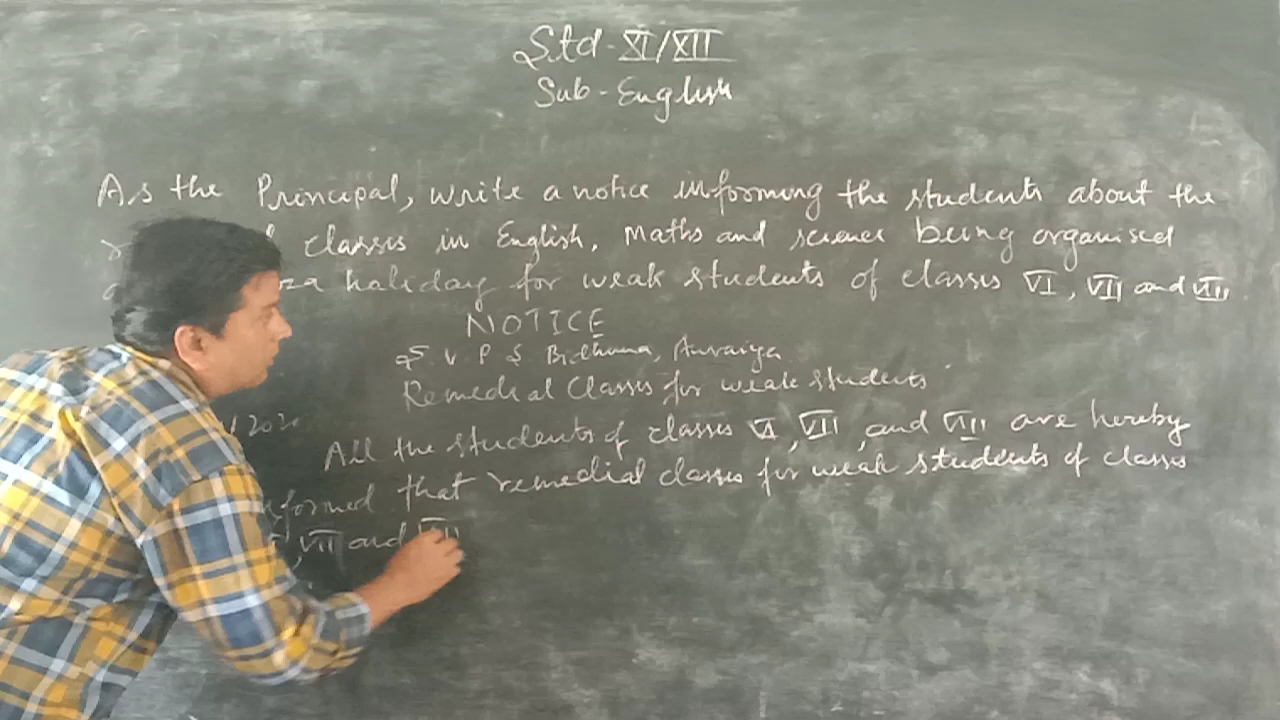 Std - XI/XII
Sub - English
As the Principal, write a notice informing the students about the
classes in English, Maths and science being organised
holiday for weak students of classes VI, VII and VIII
NOTICE
S V P S Bidhuna, Auraiya
Remedial Classes for weak students
All the students of classes VI, VII, and VIII are hereby
that remedial classes for weak students of classes
, VII and VIII